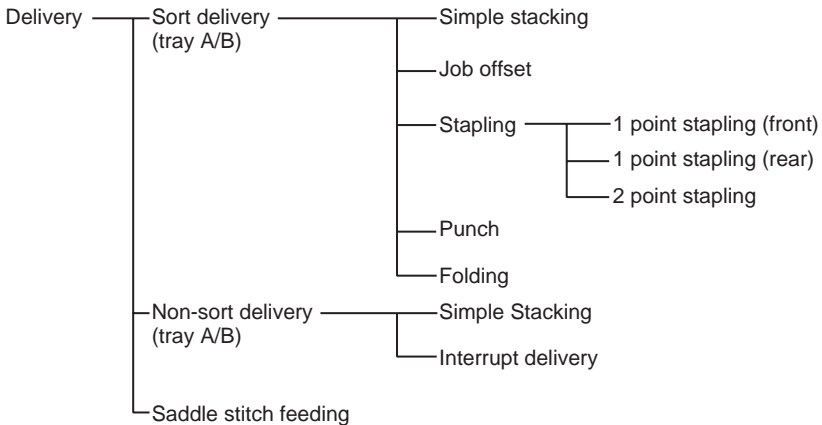 Delivery
Sort delivery
(tray A/B)
Simple stacking
Job offset
Stapling
1 point stapling (front)
1 point stapling (rear)
2 point stapling
Punch
Folding
Non-sort delivery
(tray A/B)
Simple Stacking
Interrupt delivery
Saddle stitch feeding